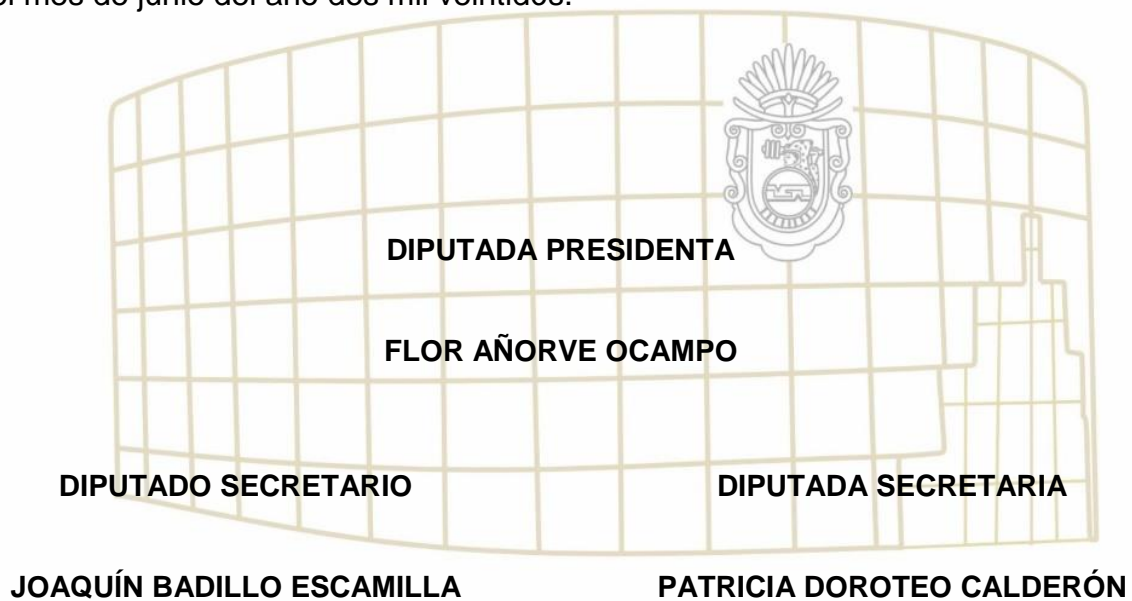 el mes de junio del año dos mil veintidós.
DIPUTADA PRESIDENTA
FLOR AÑORVE OCAMPO
DIPUTADO SECRETARIO
DIPUTADA SECRETARIA
JOAQUÍN BADILLO ESCAMILLA
PATRICIA DOROTEO CALDERÓN